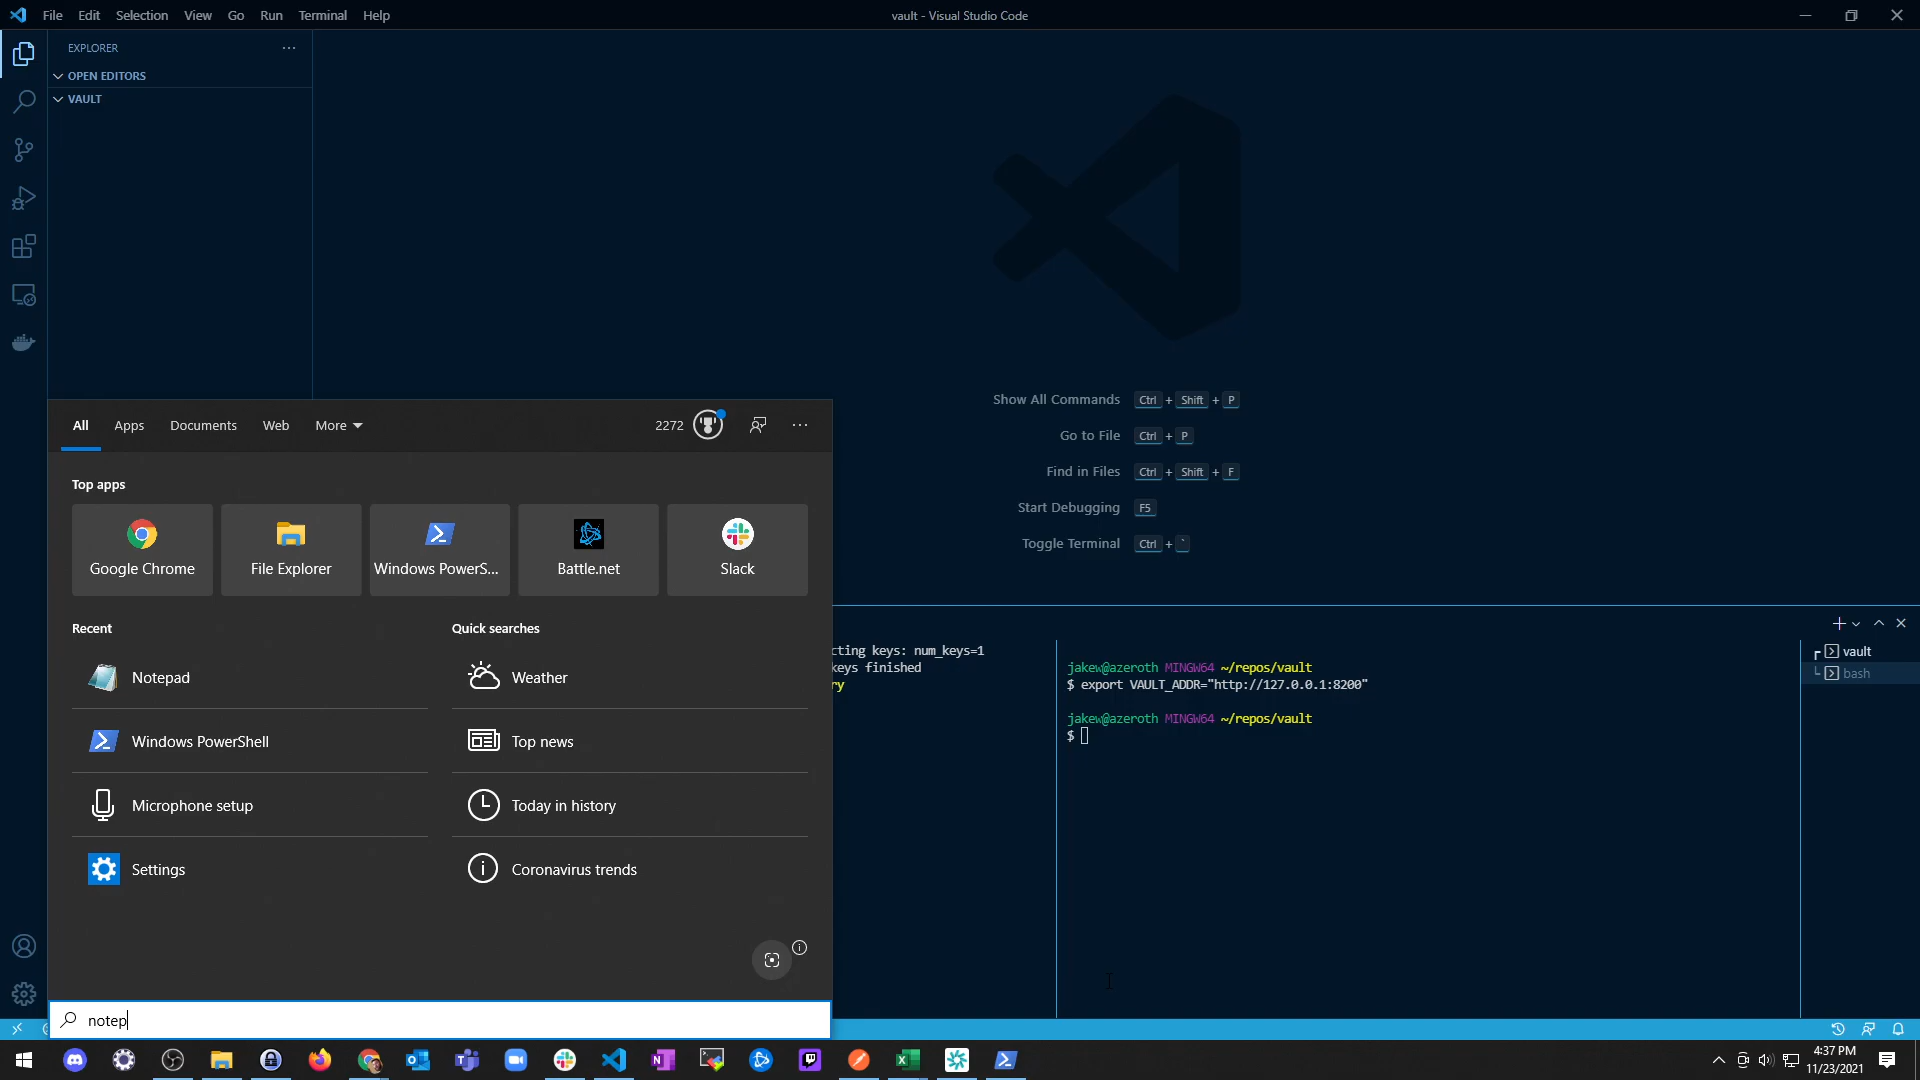 File Edit Selection View Go Run Terminal Help
vault - Visual Studio Code
EXPLORER
OPEN EDITORS
VAULT
Show All Commands Ctrl + Shift + P
Go to File Ctrl + P
Find in Files Ctrl + Shift + F
Start Debugging F5
Toggle Terminal Ctrl + `
All Apps Documents Web More 2272
Top apps
Google Chrome File Explorer Windows PowerS... Battle.net Slack
Recent
Notepad
Windows PowerShell
Microphone setup
Settings
Quick searches
Weather
Top news
Today in history
Coronavirus trends
notep
cting keys: num_keys=1
keys finished
ry
jakew@azeroth MINGW64 ~/repos/vault
$ export VAULT_ADDR="http://127.0.0.1:8200"
jakew@azeroth MINGW64 ~/repos/vault
$
vault
bash
4:37 PM
11/23/2021